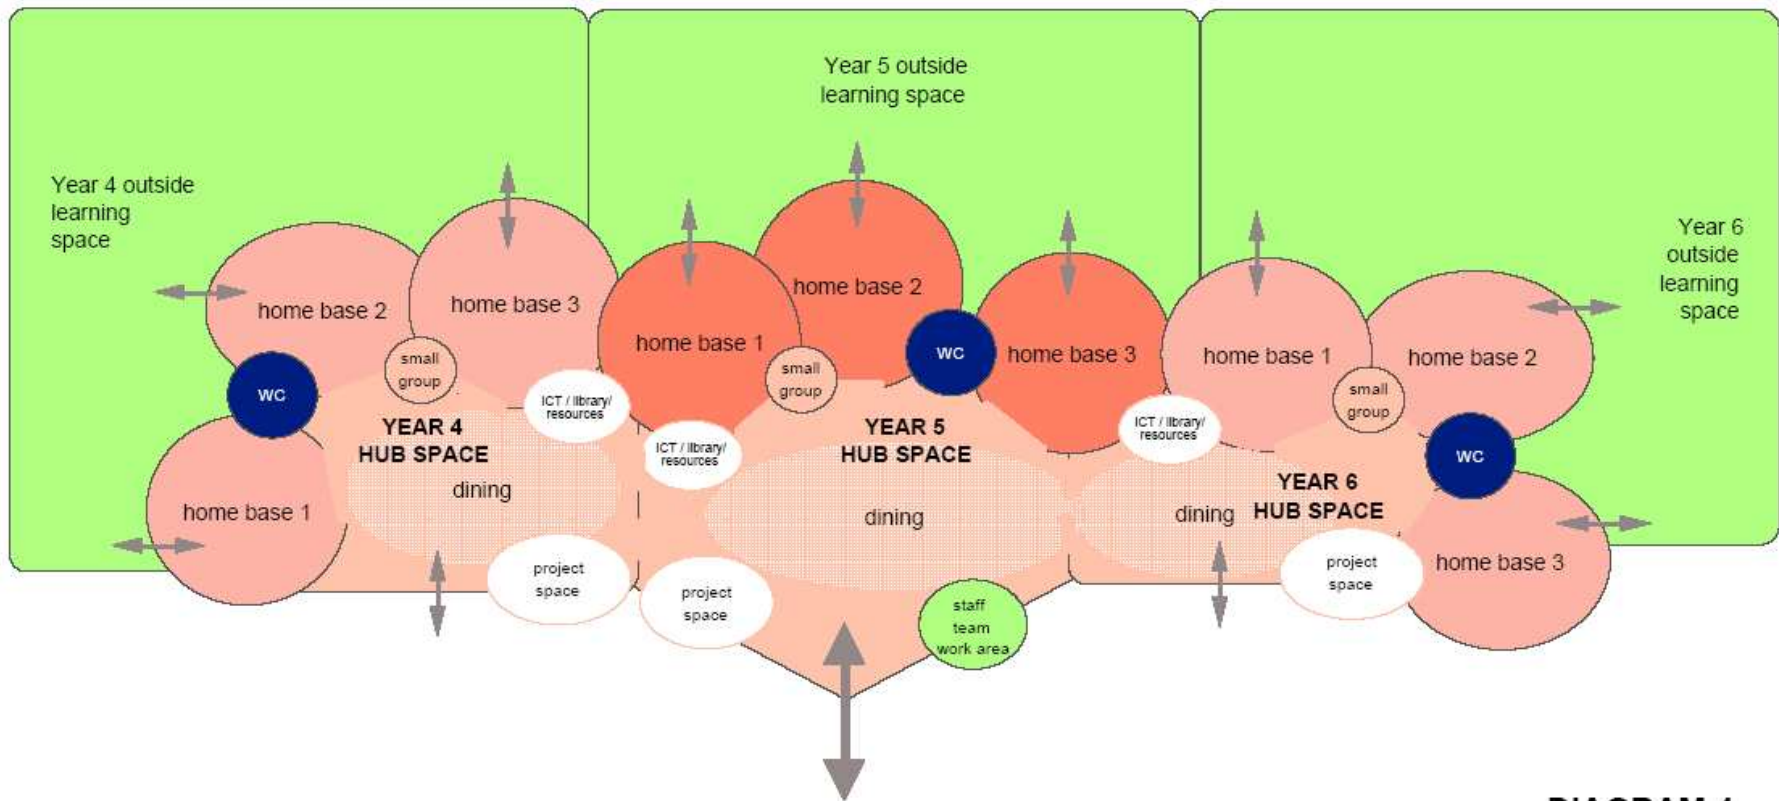 Year 5 outside
learning space
Year 4 outside
learning
space
Year 6
outside
learning
space
home base 2
home base 3
home base 1
home base 2
home base 3
home base 1
home base 2
small
group
small
group
small
group
WC
WC
WC
ICT / library/
resources
ICT / library/
resources
ICT / library/
resources
YEAR 4
HUB SPACE
dining
YEAR 5
HUB SPACE
dining
YEAR 6
HUB SPACE
dining
home base 1
home base 3
project
space
project
space
project
space
staff
team
work area